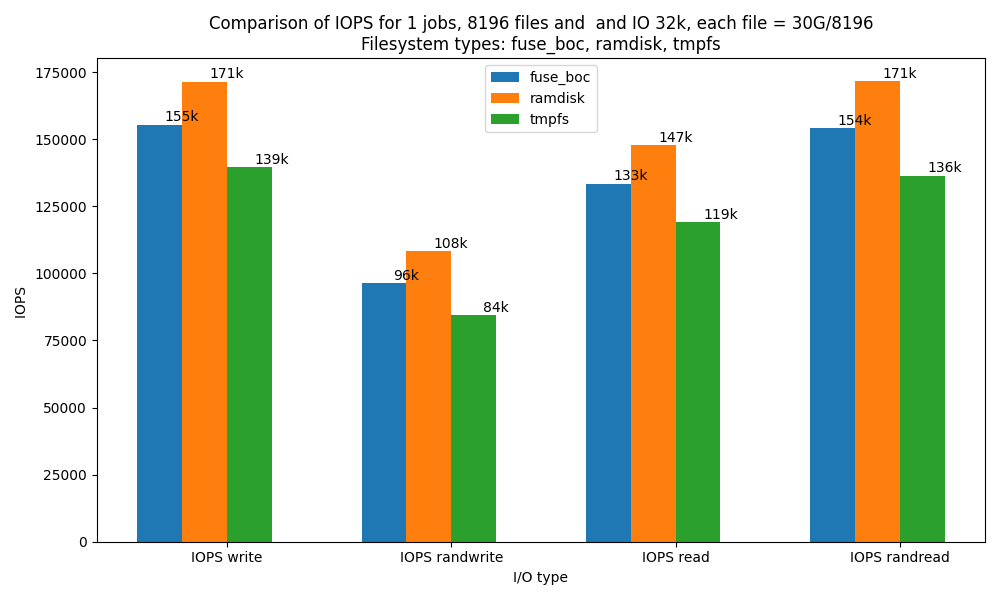 Comparison of IOPS for 1 jobs, 8196 files and  and IO 32k, each file = 30G/8196
Filesystem types: fuse_boc, ramdisk, tmpfs
fuse_boc
ramdisk
tmpfs
IOPS
175000
150000
125000
100000
75000
50000
25000
0
155k
171k
139k
96k
108k
84k
133k
147k
119k
154k
171k
136k
IOPS write
IOPS randwrite
IOPS read
IOPS randread
I/O type